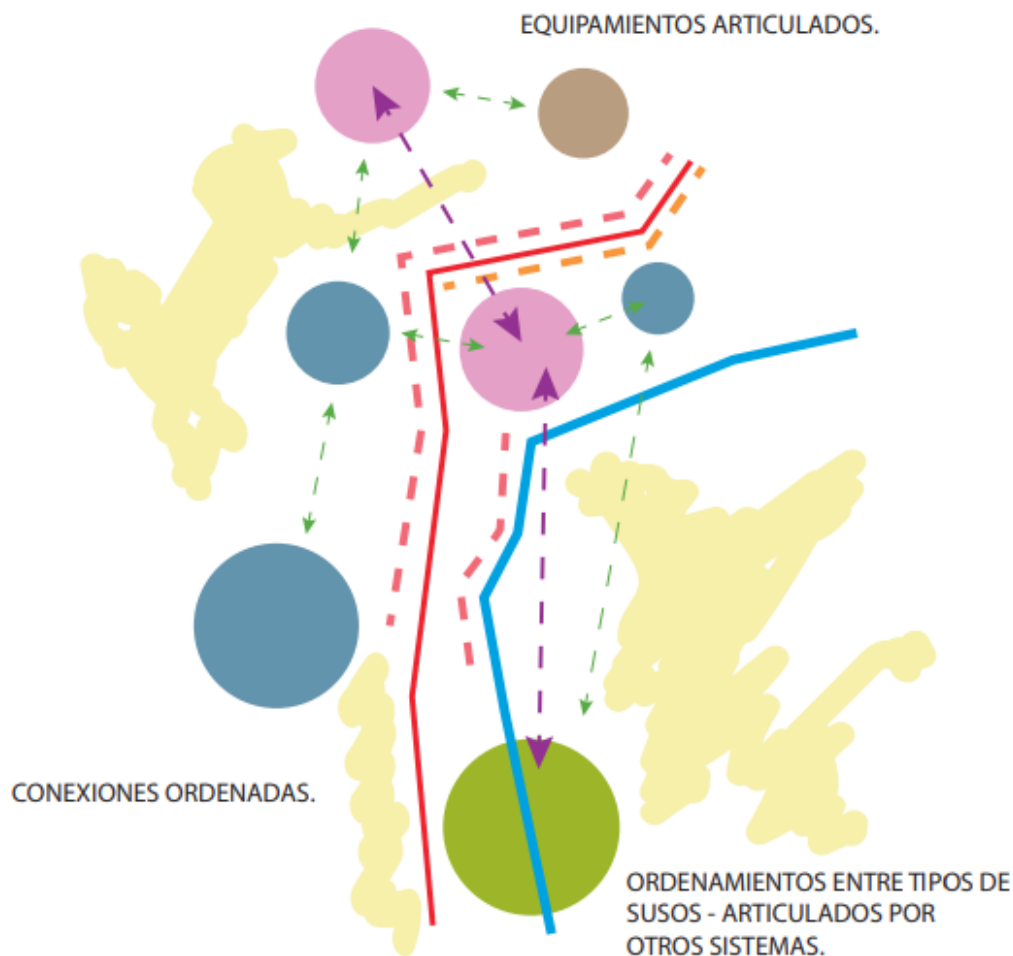 EQUIPAMIENTOS ARTICULADOS.
CONEXIONES ORDENADAS.
ORDENAMIENTOS ENTRE TIPOS DE
SUSOS - ARTICULADOS POR
OTROS SISTEMAS.